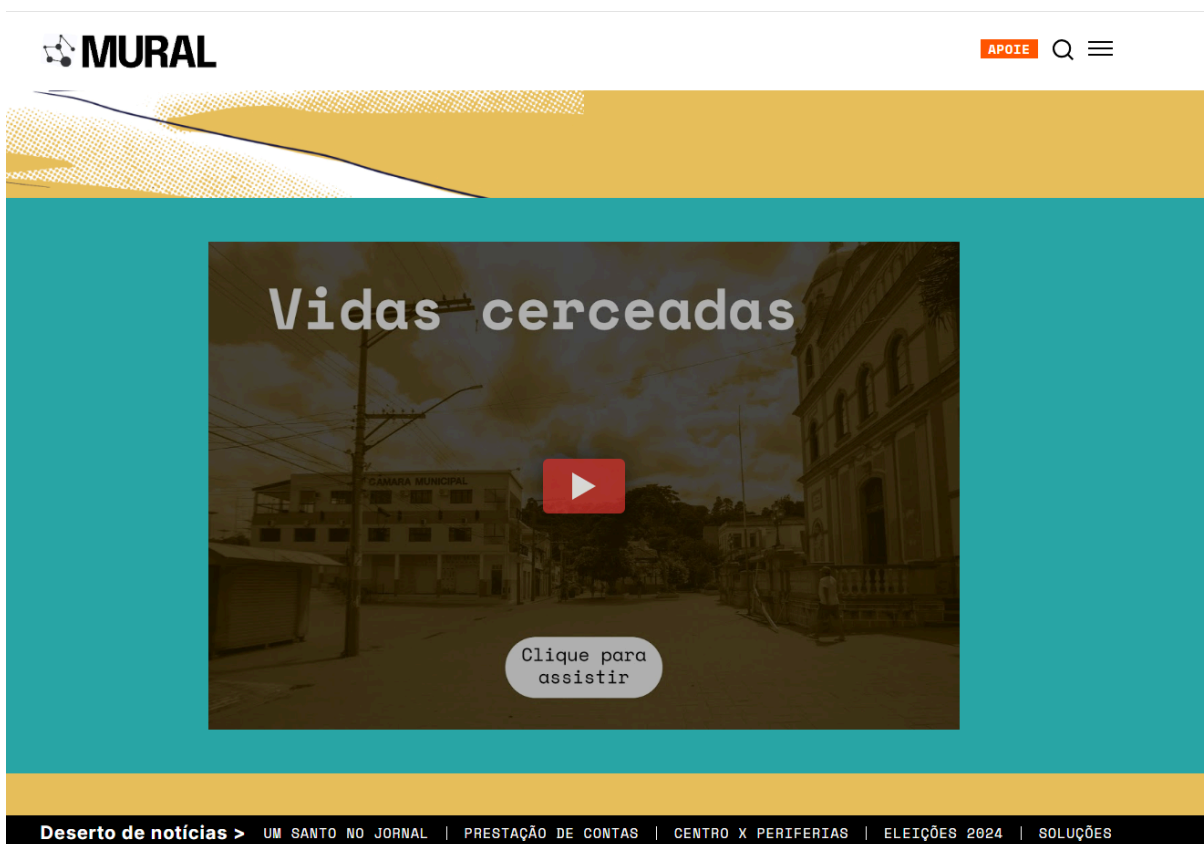 MURAL
APOIE
Vidas cerceadas
CÂMARA MUNICIPAL
Clique para
assistir
Deserto de notícias > UM SANTO NO JORNAL | PRESTAÇÃO DE CONTAS | CENTRO X PERIFERIAS | ELEIÇÕES 2024 | SOLUÇÕES